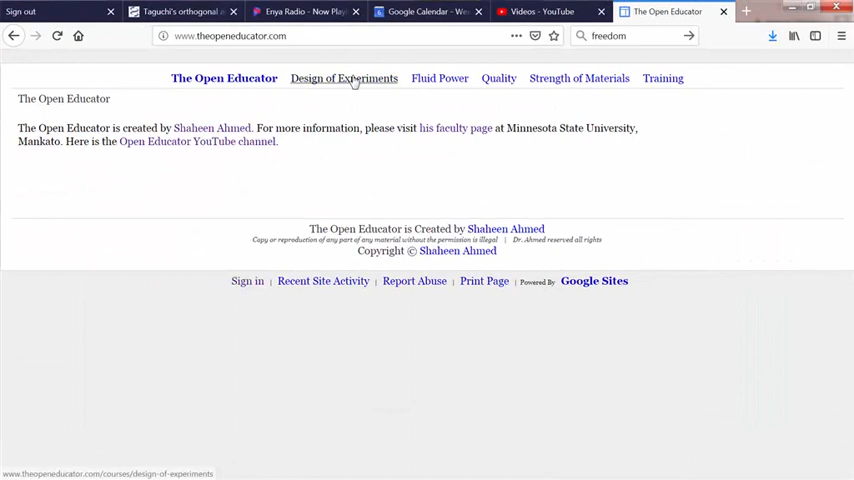 Sign out
Taguchi's orthogonal a
Enya Radio - Now Play
Google Calendar - We
Videos - YouTube
The Open Educator
www.theopeneducator.com
freedom
The Open Educator
Design of Experiments
Fluid Power
Quality
Strength of Materials
Training
The Open Educator
The Open Educator is created by Shaheen Ahmed. For more information, please visit his faculty page at Minnesota State University,
Mankato. Here is the Open Educator YouTube channel.
The Open Educator is Created by Shaheen Ahmed
Copy or reproduction of any part of any material without the permission is illegal | Dr. Ahmed reserved all rights
Copyright © Shaheen Ahmed
Sign in | Recent Site Activity | Report Abuse | Print Page | Powered By Google Sites
www.theopeneducator.com/courses/design-of-experiments